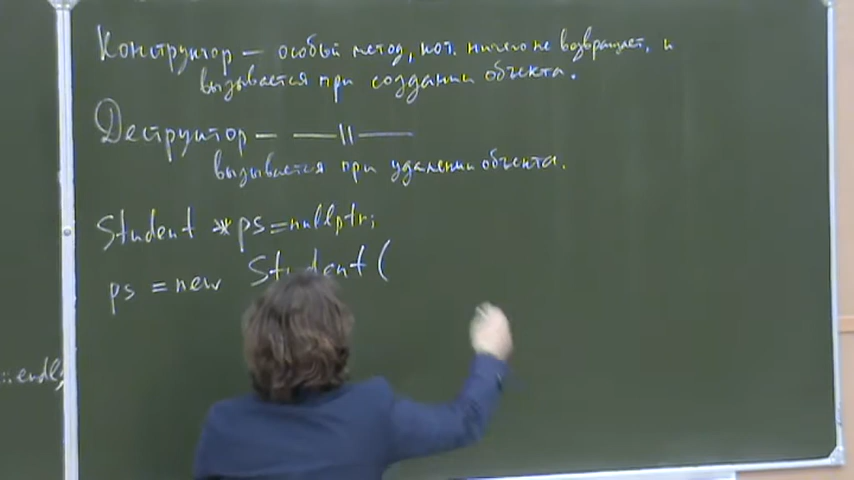 Конструктор — особый метод, кот. ничего не возвращает, и
вызывается при создании объекта.
Деструктор — —— || ——
вызывается при удалении объекта.
Student *ps=nullptr;
ps = new Student (
::endl;